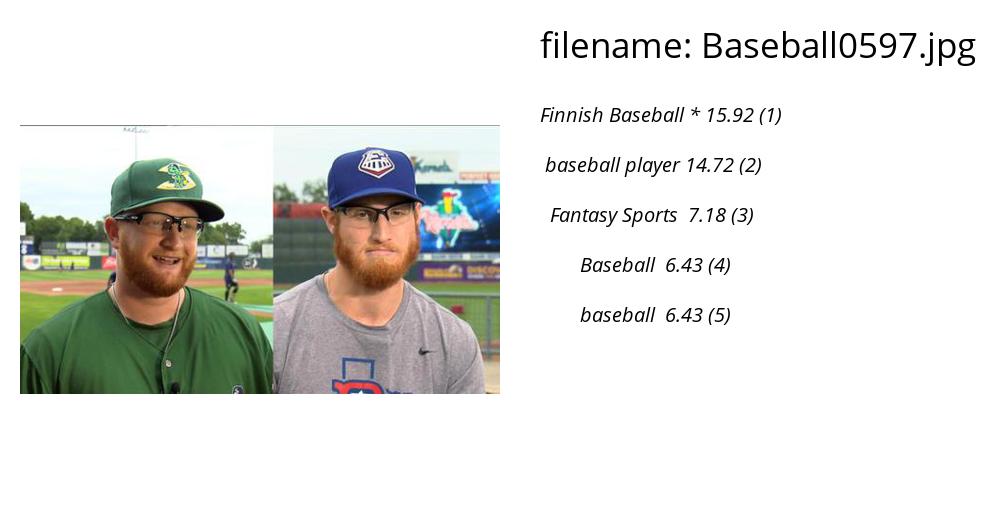 filename: Baseball0597.jpg
Finnish Baseball * 15.92 (1)
baseball player 14.72 (2)
Fantasy Sports 7.18 (3)
Baseball 6.43 (4)
baseball 6.43 (5)